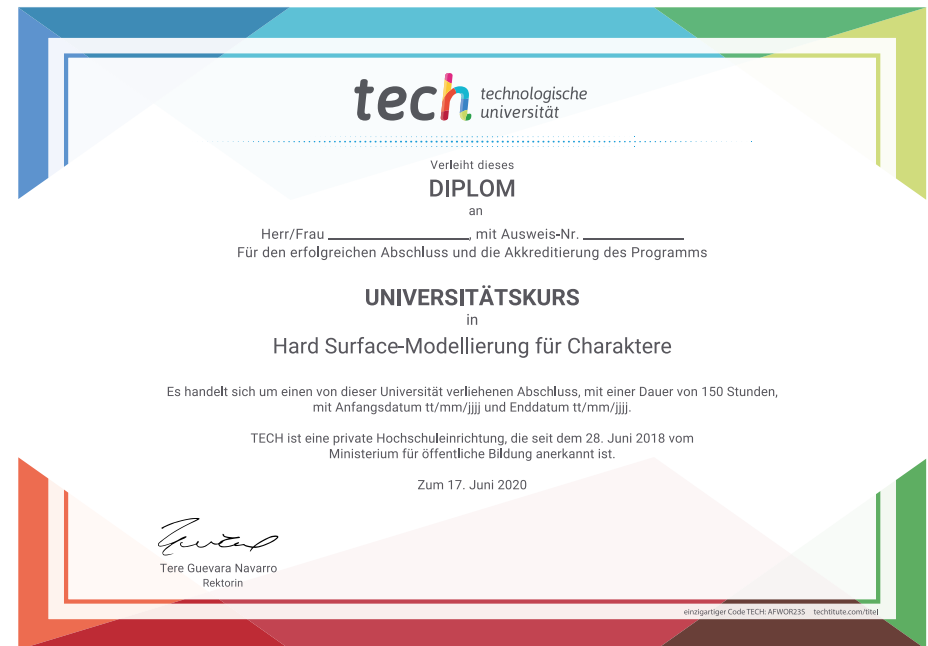 tech technologische
universität
Verleiht dieses
DIPLOM
an
Herr/Frau ____________, mit Ausweis-Nr. ____________
Für den erfolgreichen Abschluss und die Akkreditierung des Programms
UNIVERSITÄTSKURS
in
Hard Surface-Modellierung für Charaktere
Es handelt sich um einen von dieser Universität verliehenen Abschluss, mit einer Dauer von 150 Stunden,
mit Anfangsdatum tt/mm/jjjj und Enddatum tt/mm/jjjj.
TECH ist eine private Hochschuleinrichtung, die seit dem 28. Juni 2018 vom
Ministerium für öffentliche Bildung anerkannt ist.
Zum 17. Juni 2020
Tere Guevara Navarro
Rektorin
einzigartiger Code TECH: AFWOR23S techtitute.com/titel